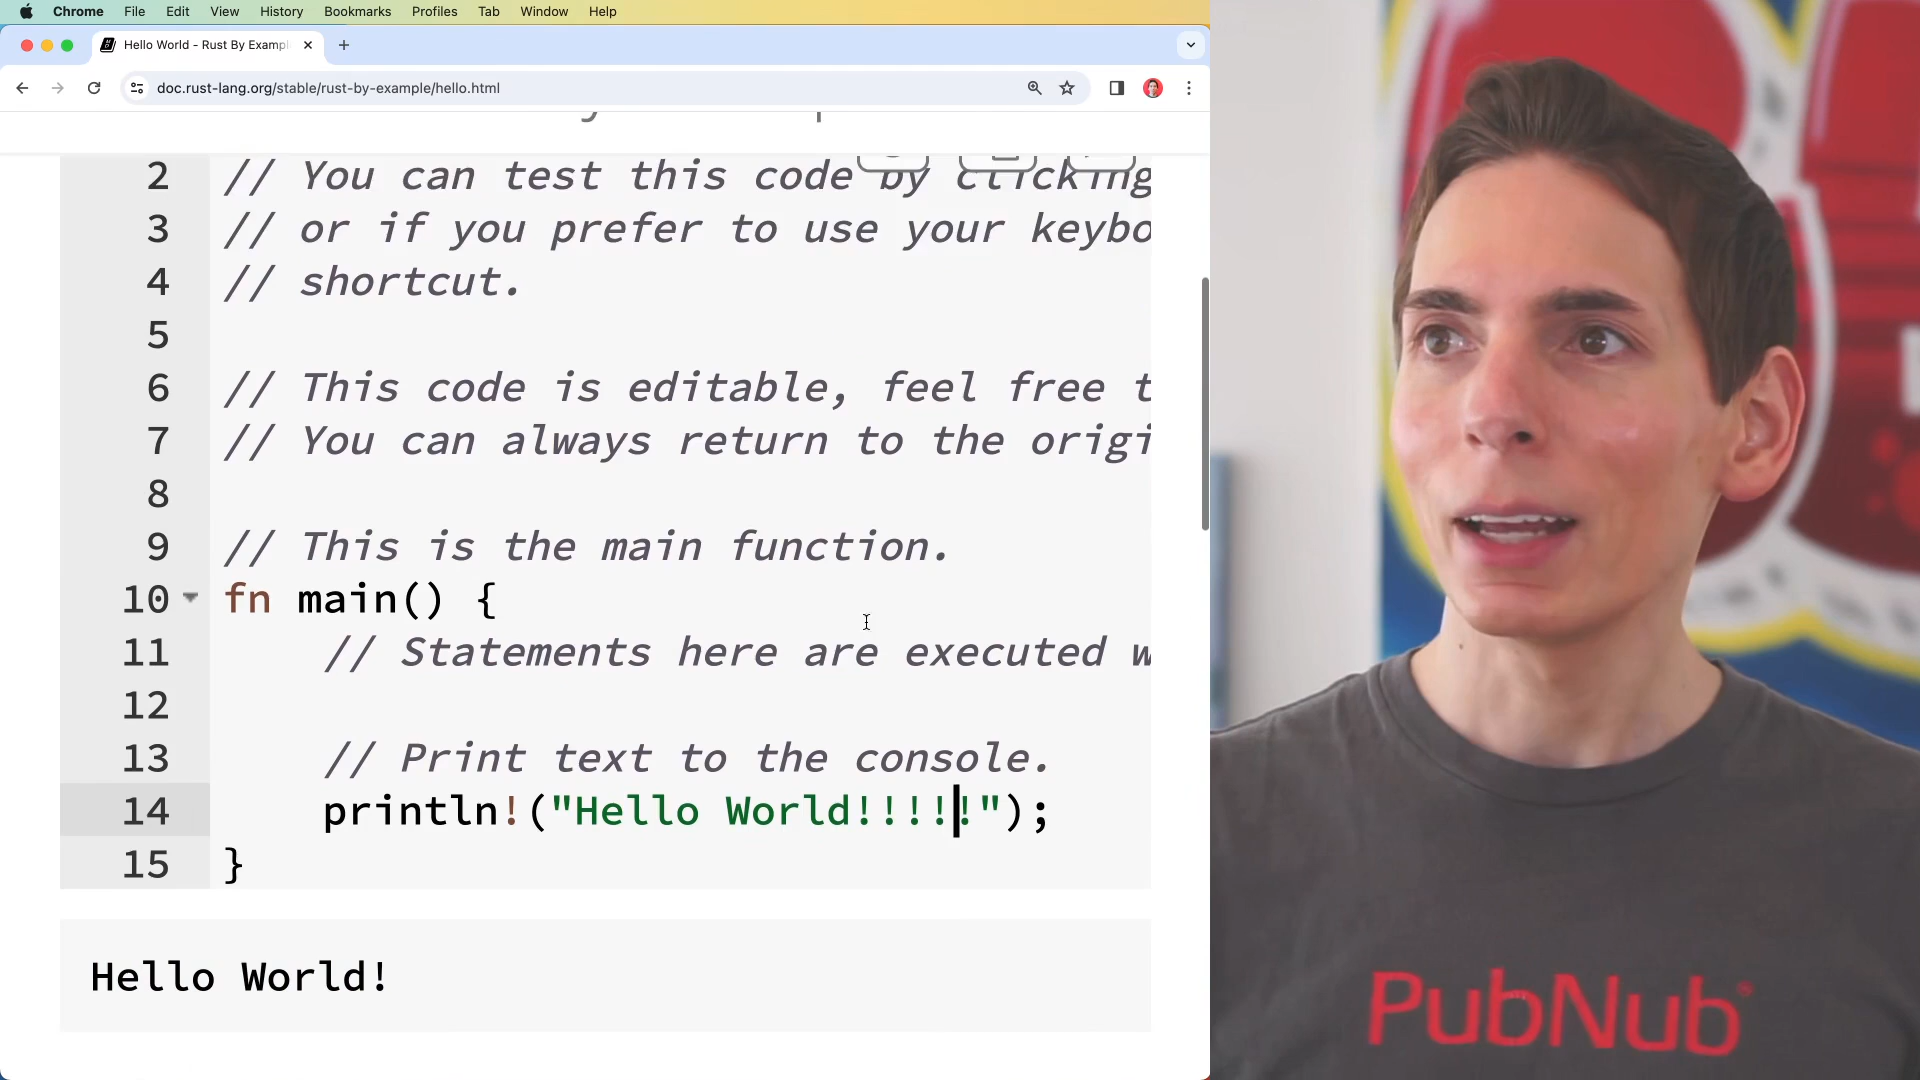 Chrome File Edit View History Bookmarks Profiles Tab Window Help
Hello World - Rust By Exampl
doc.rust-lang.org/stable/rust-by-example/hello.html
2 // You can test this code by clicking
3 // or if you prefer to use your keybo
4 // shortcut.
5
6 // This code is editable, feel free t
7 // You can always return to the origi
8
9 // This is the main function.
10 fn main() {
11 // Statements here are executed w
12
13 // Print text to the console.
14 println!("Hello World!!!!!");
15 }
Hello World!
PubNub